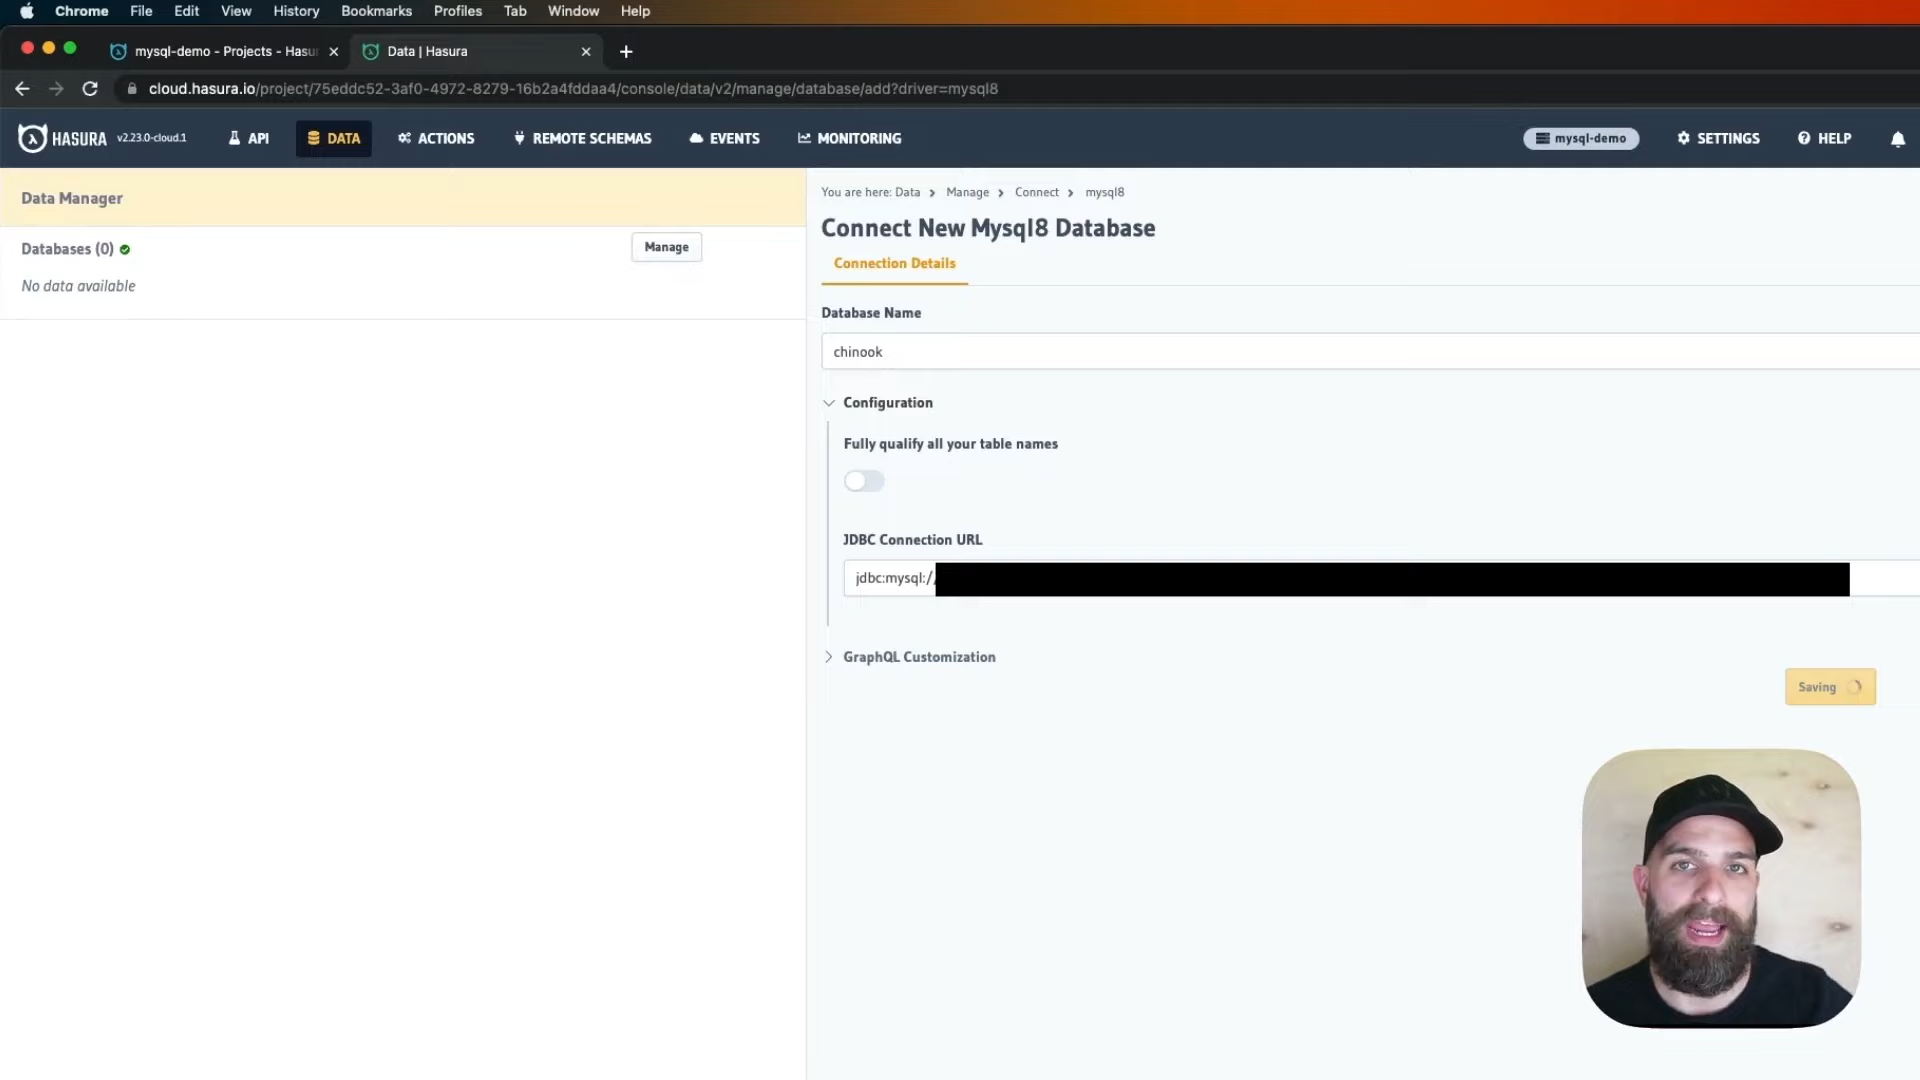 Chrome File Edit View History Bookmarks Profiles Tab Window Help
mysql-demo - Projects - Hasu
Data | Hasura
cloud.hasura.io/project/75eddc52-3af0-4972-8279-16b2a4fddaa4/console/data/v2/manage/database/add?driver=mysql8
HASURA v2.23.0-cloud.1 API DATA ACTIONS REMOTE SCHEMAS EVENTS MONITORING mysql-demo SETTINGS HELP
Data Manager
Databases (0)
Manage
No data available
You are here: Data > Manage > Connect > mysql8
Connect New Mysql8 Database
Connection Details
Database Name
chinook
Configuration
Fully qualify all your table names
JDBC Connection URL
jdbc:mysql:/
GraphQL Customization
Saving